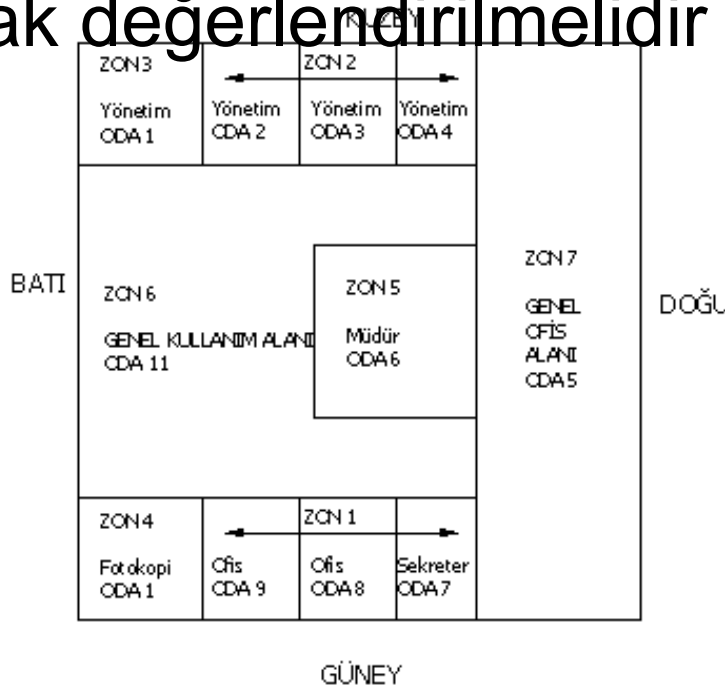 ak değerlendirilmelidir
KUZEY
ZON 3
Yönetim
ODA 1
ZON 2
Yönetim
ODA 2
Yönetim
ODA 3
Yönetim
ODA 4
BATI
ZON 6
GENEL KULLANIM ALANI
ODA 11
ZON 5
Müdür
ODA 6
ZON 7
GENEL
OFİS
ALANI
ODA 5
DOĞU
ZON 4
Fotokopi
ODA 1
ZON 1
Ofis
ODA 9
Ofis
ODA 8
Sekreter
ODA 7
GÜNEY